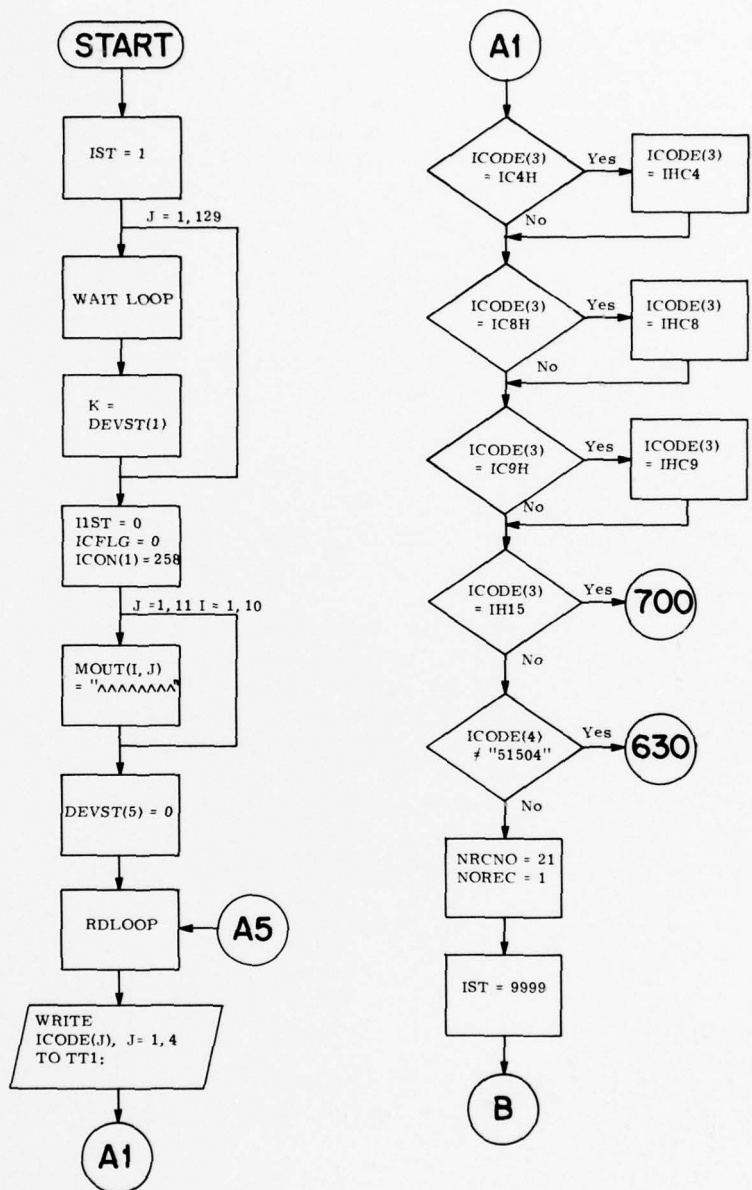 START
IST = 1
J = 1, 129
WAIT LOOP
K =
DEVST(1)
I1ST = 0
ICFLG = 0
ICON(1) = 258
J =1, 11 I = 1, 10
MOUT(I, J)
= "^^^^^^^^"
DEVST(5) = 0
RDLOOP
A5
WRITE
ICODE(J), J= 1, 4
TO TT1:
A1
A1
ICODE(3)
= IC4H
Yes
ICODE(3)
= IHC4
No
ICODE(3)
= IC8H
Yes
ICODE(3)
= IHC8
No
ICODE(3)
= IC9H
Yes
ICODE(3)
= IHC9
No
ICODE(3)
= IH15
Yes
700
No
ICODE(4)
≠ "51504"
Yes
630
No
NRCNO = 21
NOREC = 1
IST = 9999
B